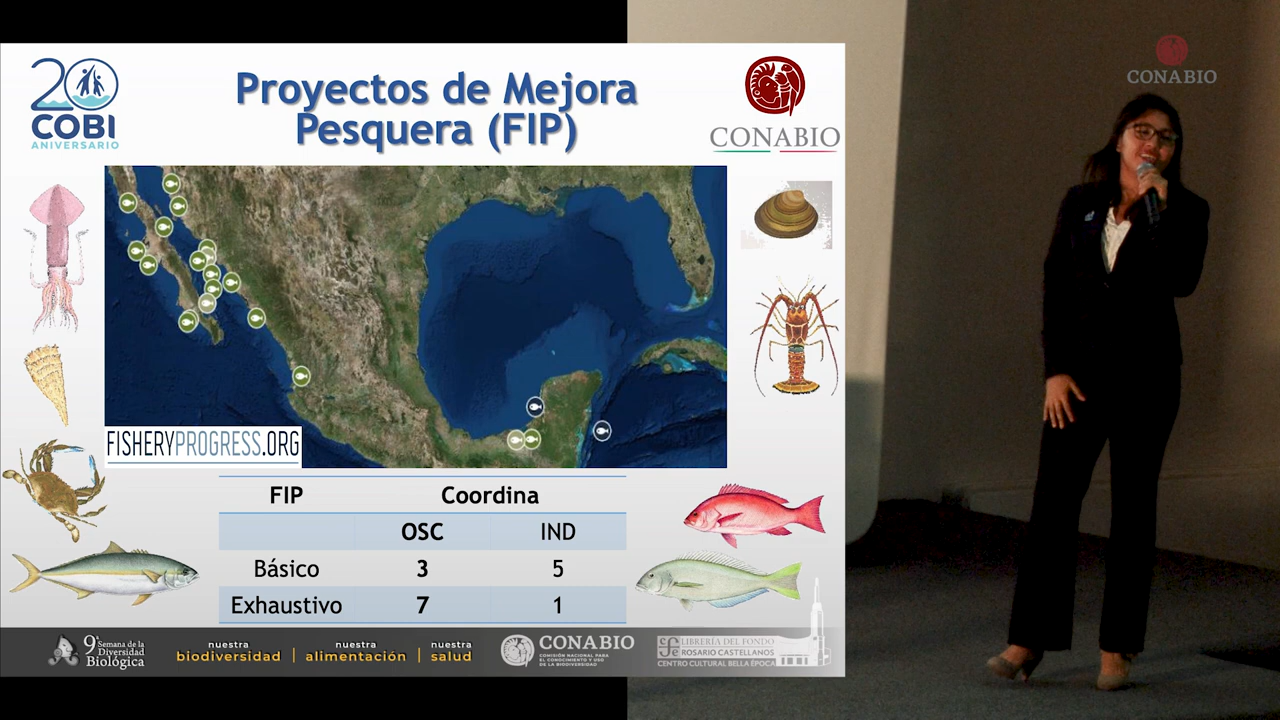 20
COBI
ANIVERSARIO
Proyectos de Mejora
Pesquera (FIP)
CONABIO
FISHERYPROGRESS.ORG
FIP Coordina
OSC IND
Básico 3 5
Exhaustivo 7 1
9ª Semana de la
Diversidad
Biológica
nuestra
biodiversidad
nuestra
alimentación
nuestra
salud
CONABIO
COMISIÓN NACIONAL PARA
EL CONOCIMIENTO Y USO
DE LA BIODIVERSIDAD
LIBRERÍA DEL FONDO
ROSARIO CASTELLANOS
CENTRO CULTURAL BELLA ÉPOCA
CONABIO